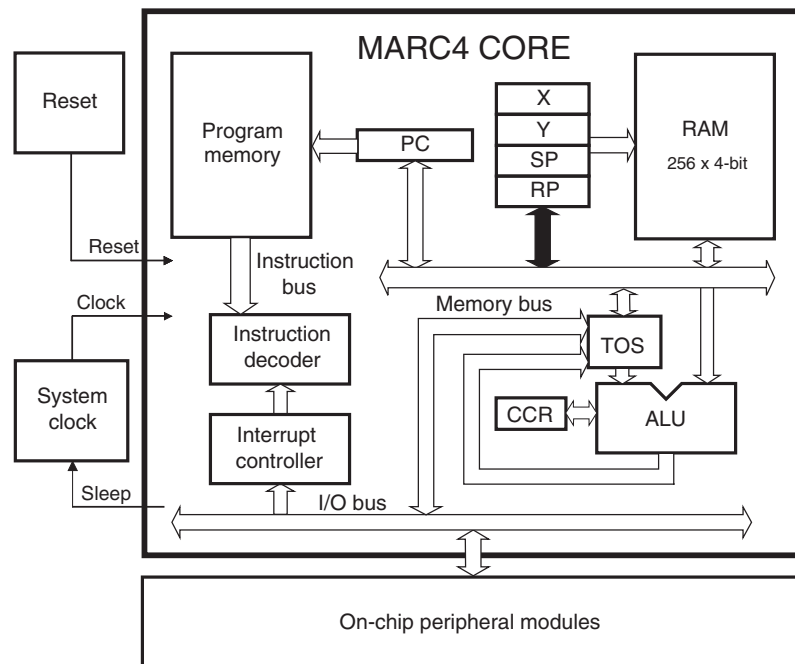 MARC4 CORE
Reset
Program
memory
PC
X
Y
SP
RP
RAM
256 x 4-bit
Reset
Instruction
bus
Clock
Memory bus
Instruction
decoder
TOS
System
clock
CCR
ALU
Interrupt
controller
Sleep
I/O bus
On-chip peripheral modules